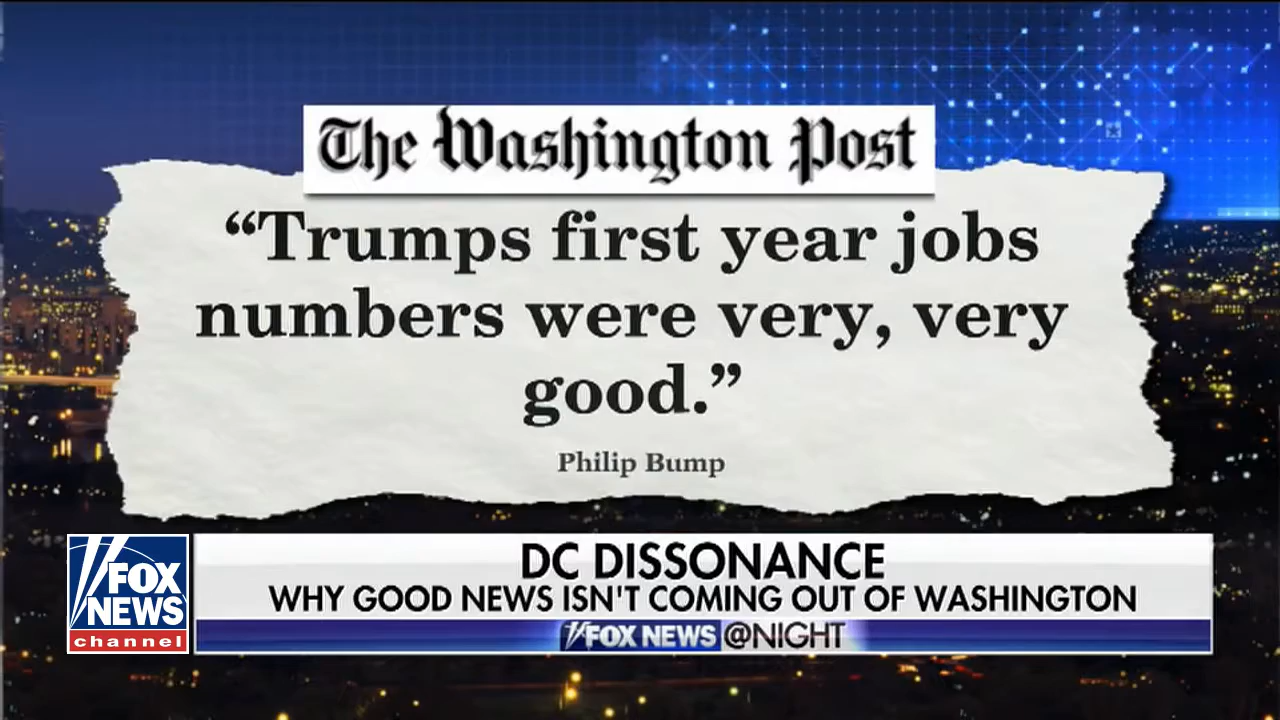 The Washington Post
“Trumps first year jobs
numbers were very, very
good.”
Philip Bump
DC DISSONANCE
WHY GOOD NEWS ISN'T COMING OUT OF WASHINGTON
FOX NEWS @NIGHT
FOX
NEWS
channel